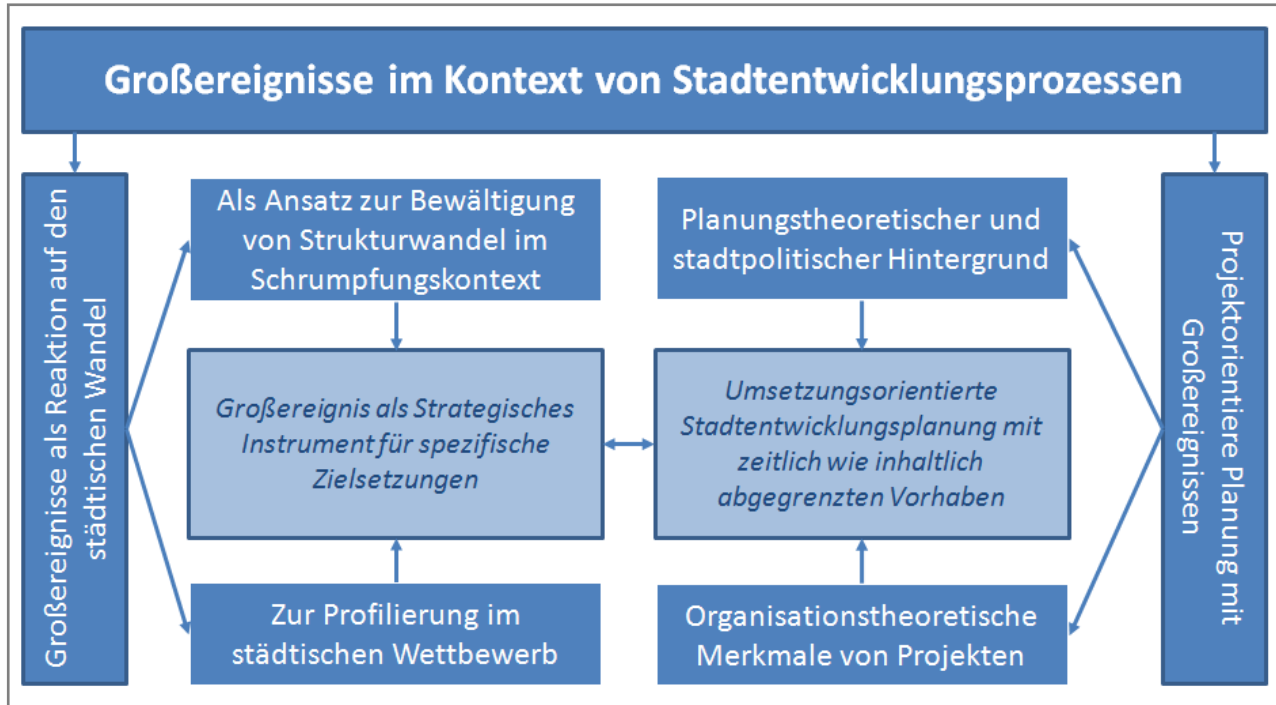 Großereignisse im Kontext von Stadtentwicklungsprozessen
Großereignisse als Reaktion auf den
städtischen Wandel
Als Ansatz zur Bewältigung
von Strukturwandel im
Schrumpfungskontext
Großereignis als Strategisches
Instrument für spezifische
Zielsetzungen
Zur Profilierung im
städtischen Wettbewerb
Planungstheoretischer und
stadtpolitischer Hintergrund
Umsetzungsorientierte
Stadtentwicklungsplanung mit
zeitlich wie inhaltlich
abgegrenzten Vorhaben
Organisationstheoretische
Merkmale von Projekten
Projektorientiere Planung mit
Großereignissen